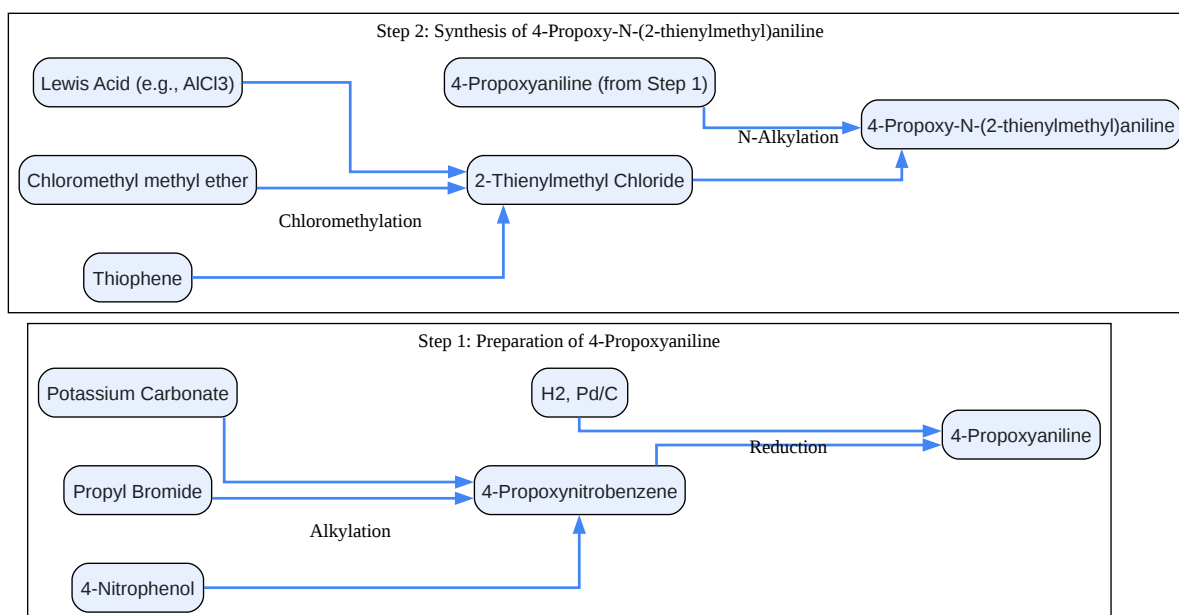 Step 2: Synthesis of 4-Propoxy-N-(2-thienylmethyl)aniline
Lewis Acid (e.g., AlCl3)
4-Propoxyaniline (from Step 1)
4-Propoxy-N-(2-thienylmethyl)aniline
N-Alkylation
Chloromethyl methyl ether
2-Thienylmethyl Chloride
Chloromethylation
Thiophene
Step 1: Preparation of 4-Propoxyaniline
Potassium Carbonate
H2, Pd/C
4-Propoxyaniline
Reduction
Propyl Bromide
4-Propoxynitrobenzene
Alkylation
4-Nitrophenol